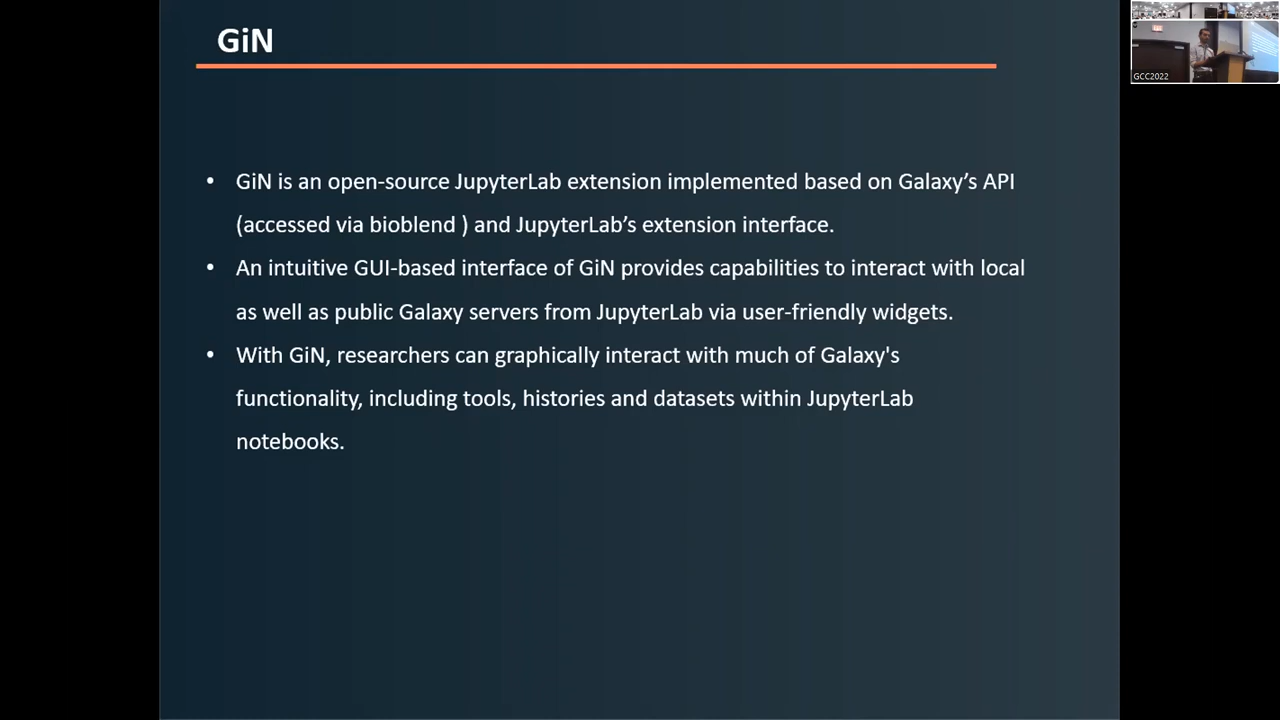 GiN
• GiN is an open-source JupyterLab extension implemented based on Galaxy’s API
(accessed via bioblend ) and JupyterLab’s extension interface.
• An intuitive GUI-based interface of GiN provides capabilities to interact with local
as well as public Galaxy servers from JupyterLab via user-friendly widgets.
• With GiN, researchers can graphically interact with much of Galaxy's
functionality, including tools, histories and datasets within JupyterLab
notebooks.
GCC2022